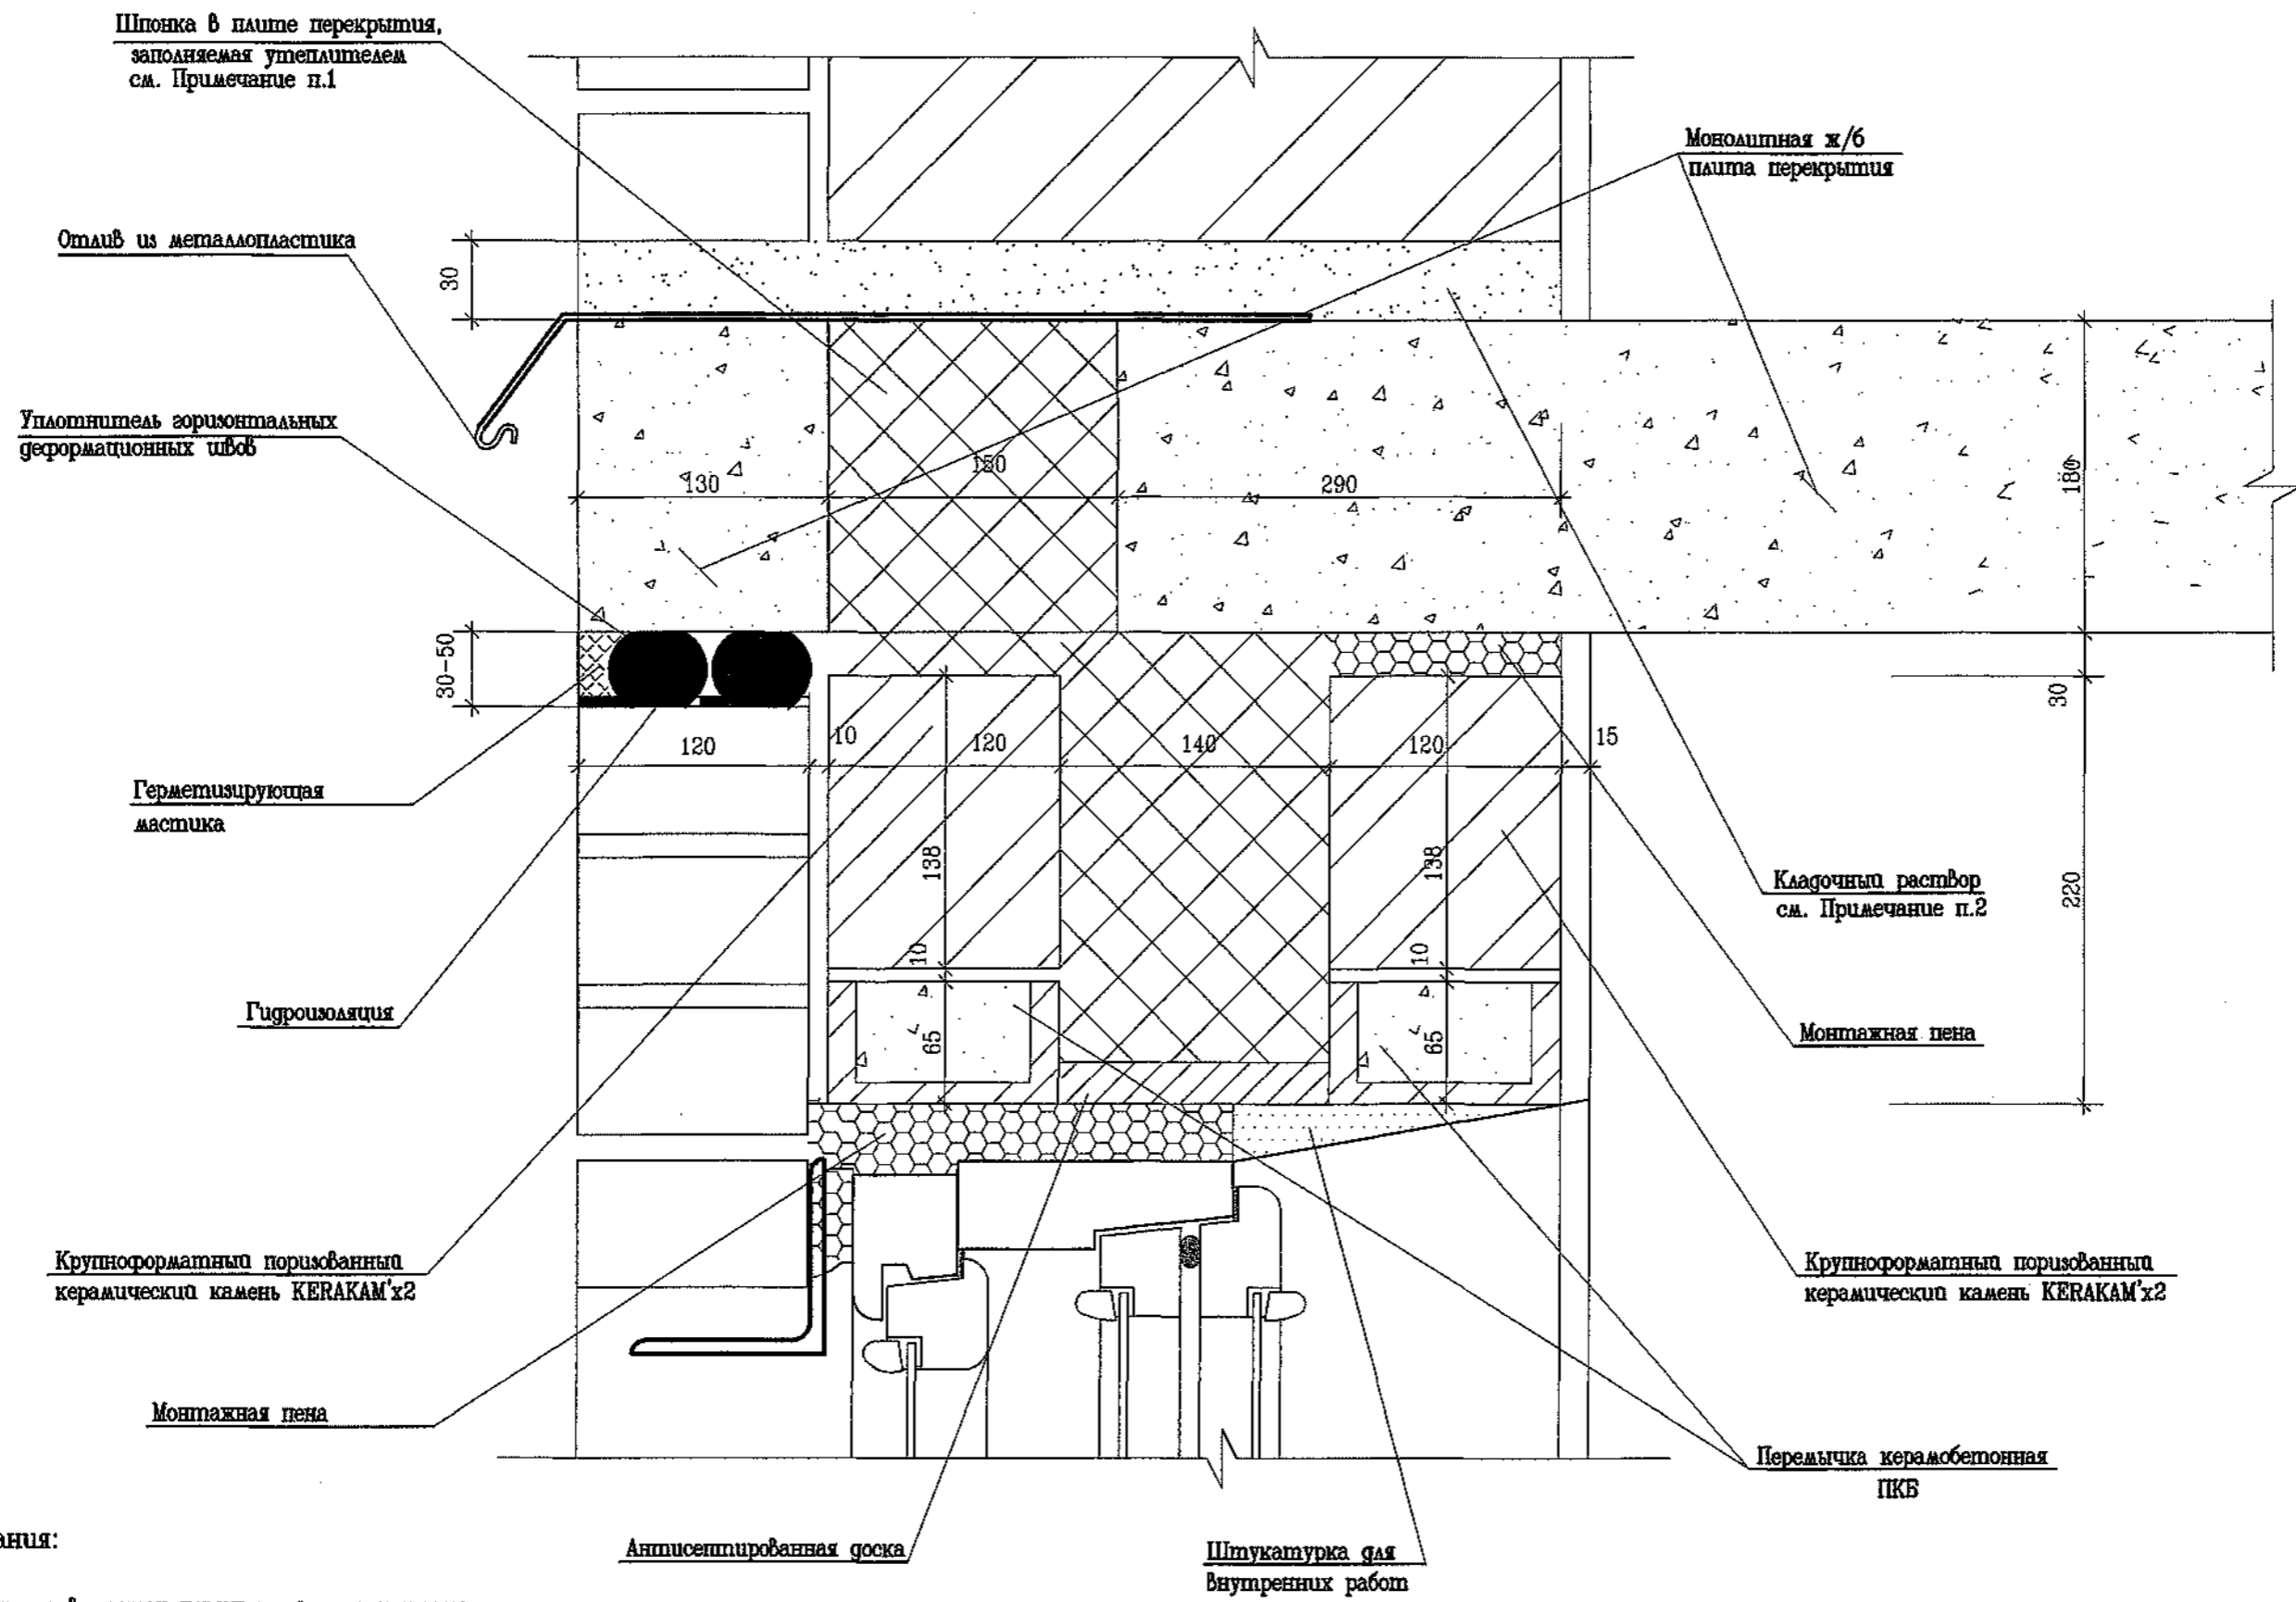 Шпонка в плите перекрытия,
заполняемая утеплителем
см. Примечание п.1
Монолитная ж/б
плита перекрытия
Отлив из металлопластика
30
Уплотнитель горизонтальных
деформационных швов
130
150
290
180
30-50
30
120
10
120
140
120
15
Герметизирующая
мастика
138
138
220
Кладочный раствор
см. Примечание п.2
10
10
Гидроизоляция
65
65
Монтажная пена
Крупноформатный поризованный
керамический камень KERAKAM'x2
Крупноформатный поризованный
керамический камень KERAKAM'x2
Монтажная пена
Перемычка керамобетонная
ПКБ
ания:
Антисептированная доска
Штукатурка для
внутренних работ